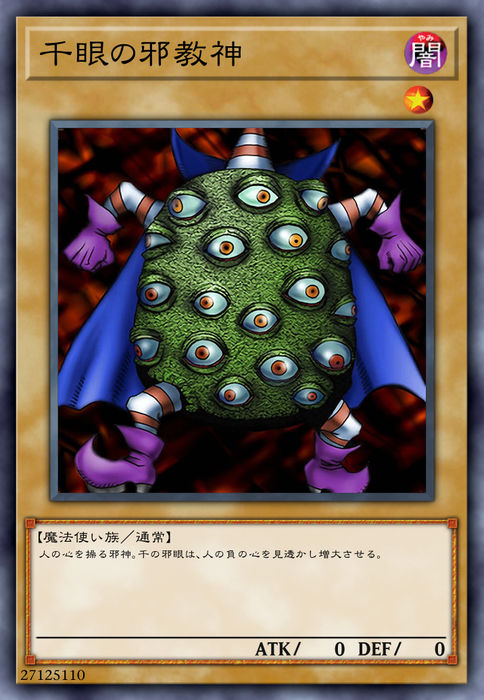 千眼の邪教神
やみ
闇
【魔法使い族／通常】
人の心を操る邪神。千の邪眼は、人の負の心を見透かし増大させる。
ATK/ 0 DEF/ 0
27125110